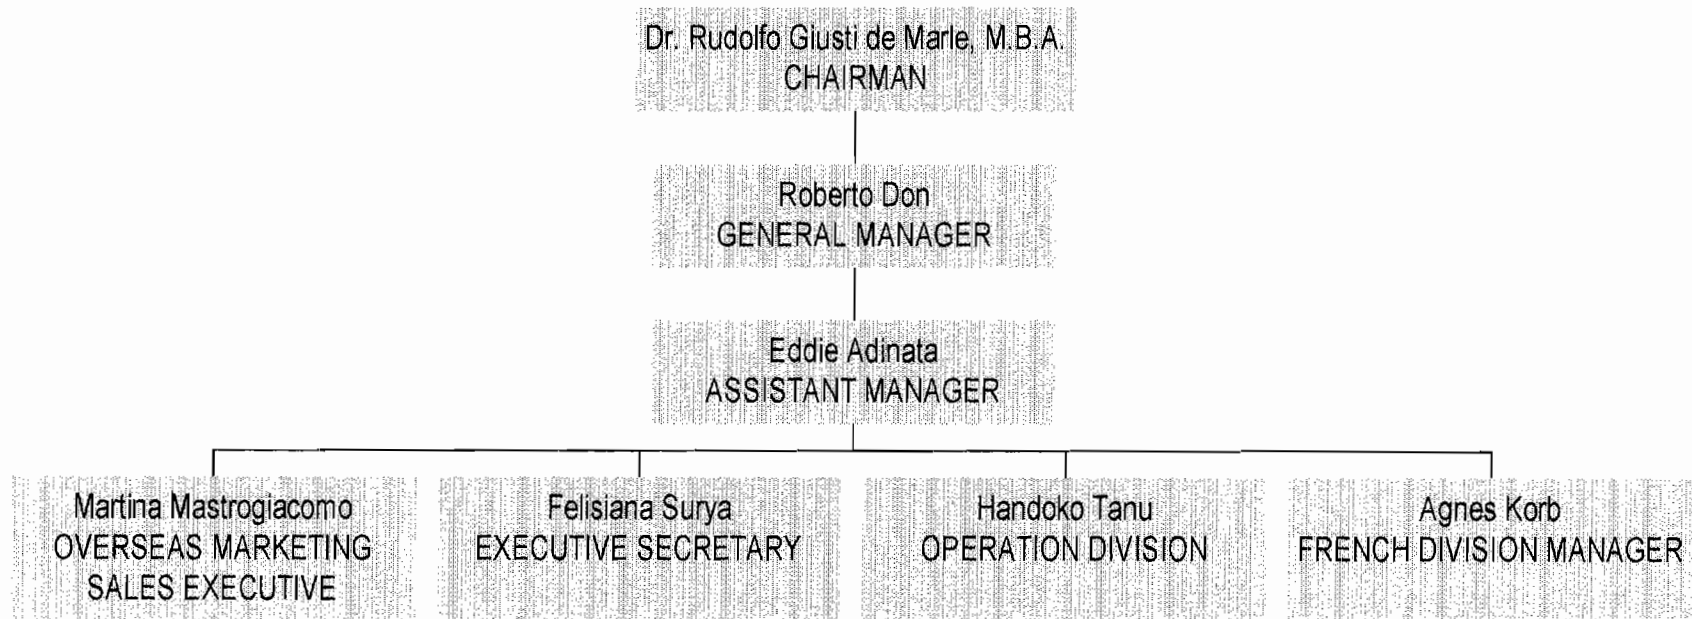 Dr. Rudolfo Giusti de Marle, M.B.A.
CHAIRMAN
Roberto Don
GENERAL MANAGER
Eddie Adinata
ASSISTANT MANAGER
Martina Mastrogiacomo
OVERSEAS MARKETING
SALES EXECUTIVE
Felisiana Surya
EXECUTIVE SECRETARY
Handoko Tanu
OPERATION DIVISION
Agnes Korb
FRENCH DIVISION MANAGER